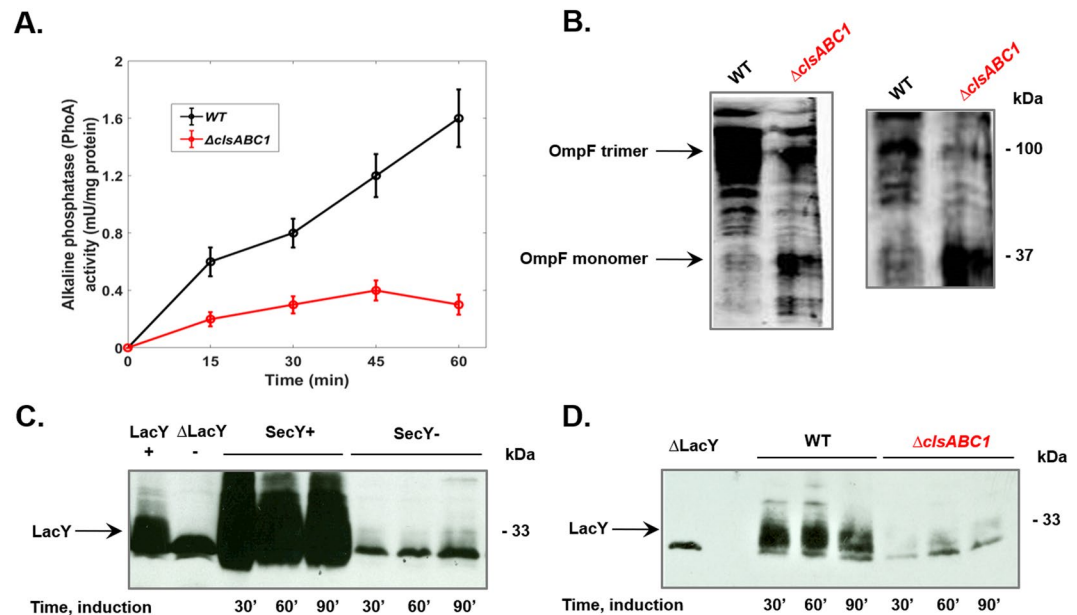 A.
Alkaline phosphatase (PhoA)
activity (mU/mg protein)
2
1.6
1.2
0.8
0.4
0
WT
ΔclsABC1
0
15
30
45
60
Time (min)
B.
WT
ΔclsABC1
WT
ΔclsABC1
kDa
OmpF trimer
- 100
OmpF monomer
- 37
C.
LacY
+
ΔLacY
-
SecY+
SecY-
kDa
LacY
- 33
Time, induction
30’ 60’ 90’ 30’ 60’ 90’
D.
ΔLacY
WT
ΔclsABC1
kDa
LacY
- 33
Time, induction
30’ 60’ 90’ 30’ 60’ 90’